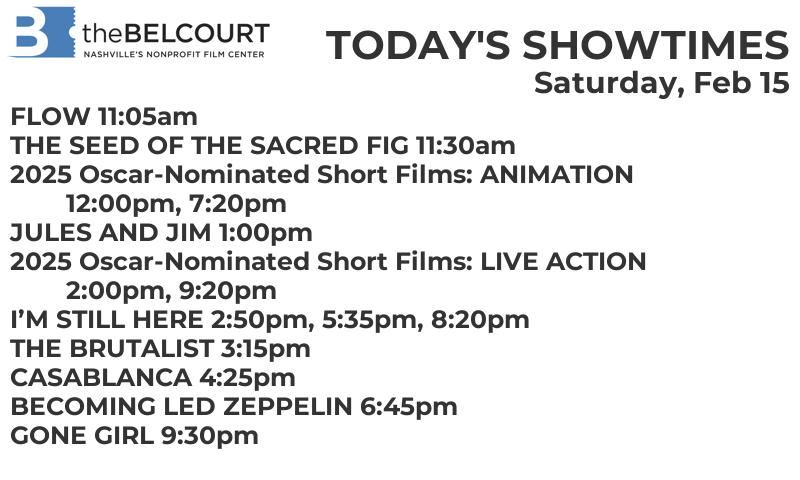 B theBELCOURT
NASHVILLE'S NONPROFIT FILM CENTER
TODAY'S SHOWTIMES
Saturday, Feb 15
FLOW 11:05am
THE SEED OF THE SACRED FIG 11:30am
2025 Oscar-Nominated Short Films: ANIMATION
12:00pm, 7:20pm
JULES AND JIM 1:00pm
2025 Oscar-Nominated Short Films: LIVE ACTION
2:00pm, 9:20pm
I’M STILL HERE 2:50pm, 5:35pm, 8:20pm
THE BRUTALIST 3:15pm
CASABLANCA 4:25pm
BECOMING LED ZEPPELIN 6:45pm
GONE GIRL 9:30pm